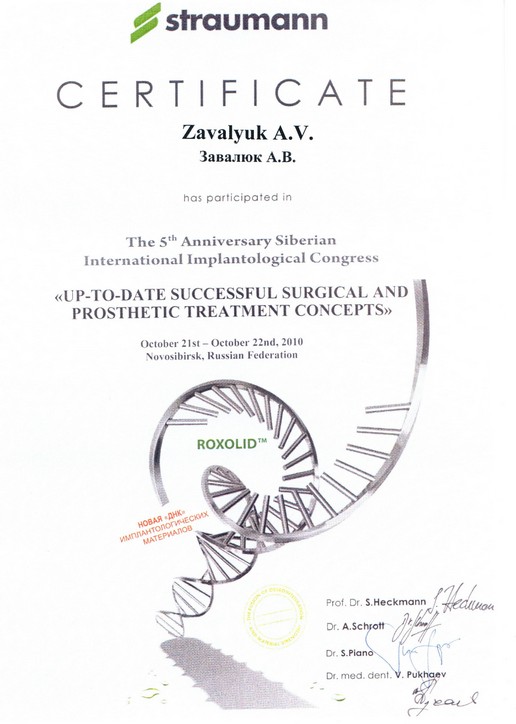 straumann
CERTIFICATE
Zavalyuk A.V.
Завалюк А.В.
has participated in
The 5th Anniversary Siberian
International Implantological Congress
«UP-TO-DATE SUCCESSFUL SURGICAL AND
PROSTHETIC TREATMENT CONCEPTS»
October 21st – October 22nd, 2010
Novosibirsk, Russian Federation
ROXOLID™
НОВАЯ «ДНК»
ИМПЛАНТОЛОГИЧЕСКИХ
МАТЕРИАЛОВ
Prof. Dr. S.Heckmann
Dr. A.Schrott
Dr. S.Piano
Dr. med. dent. V. Pukhaev